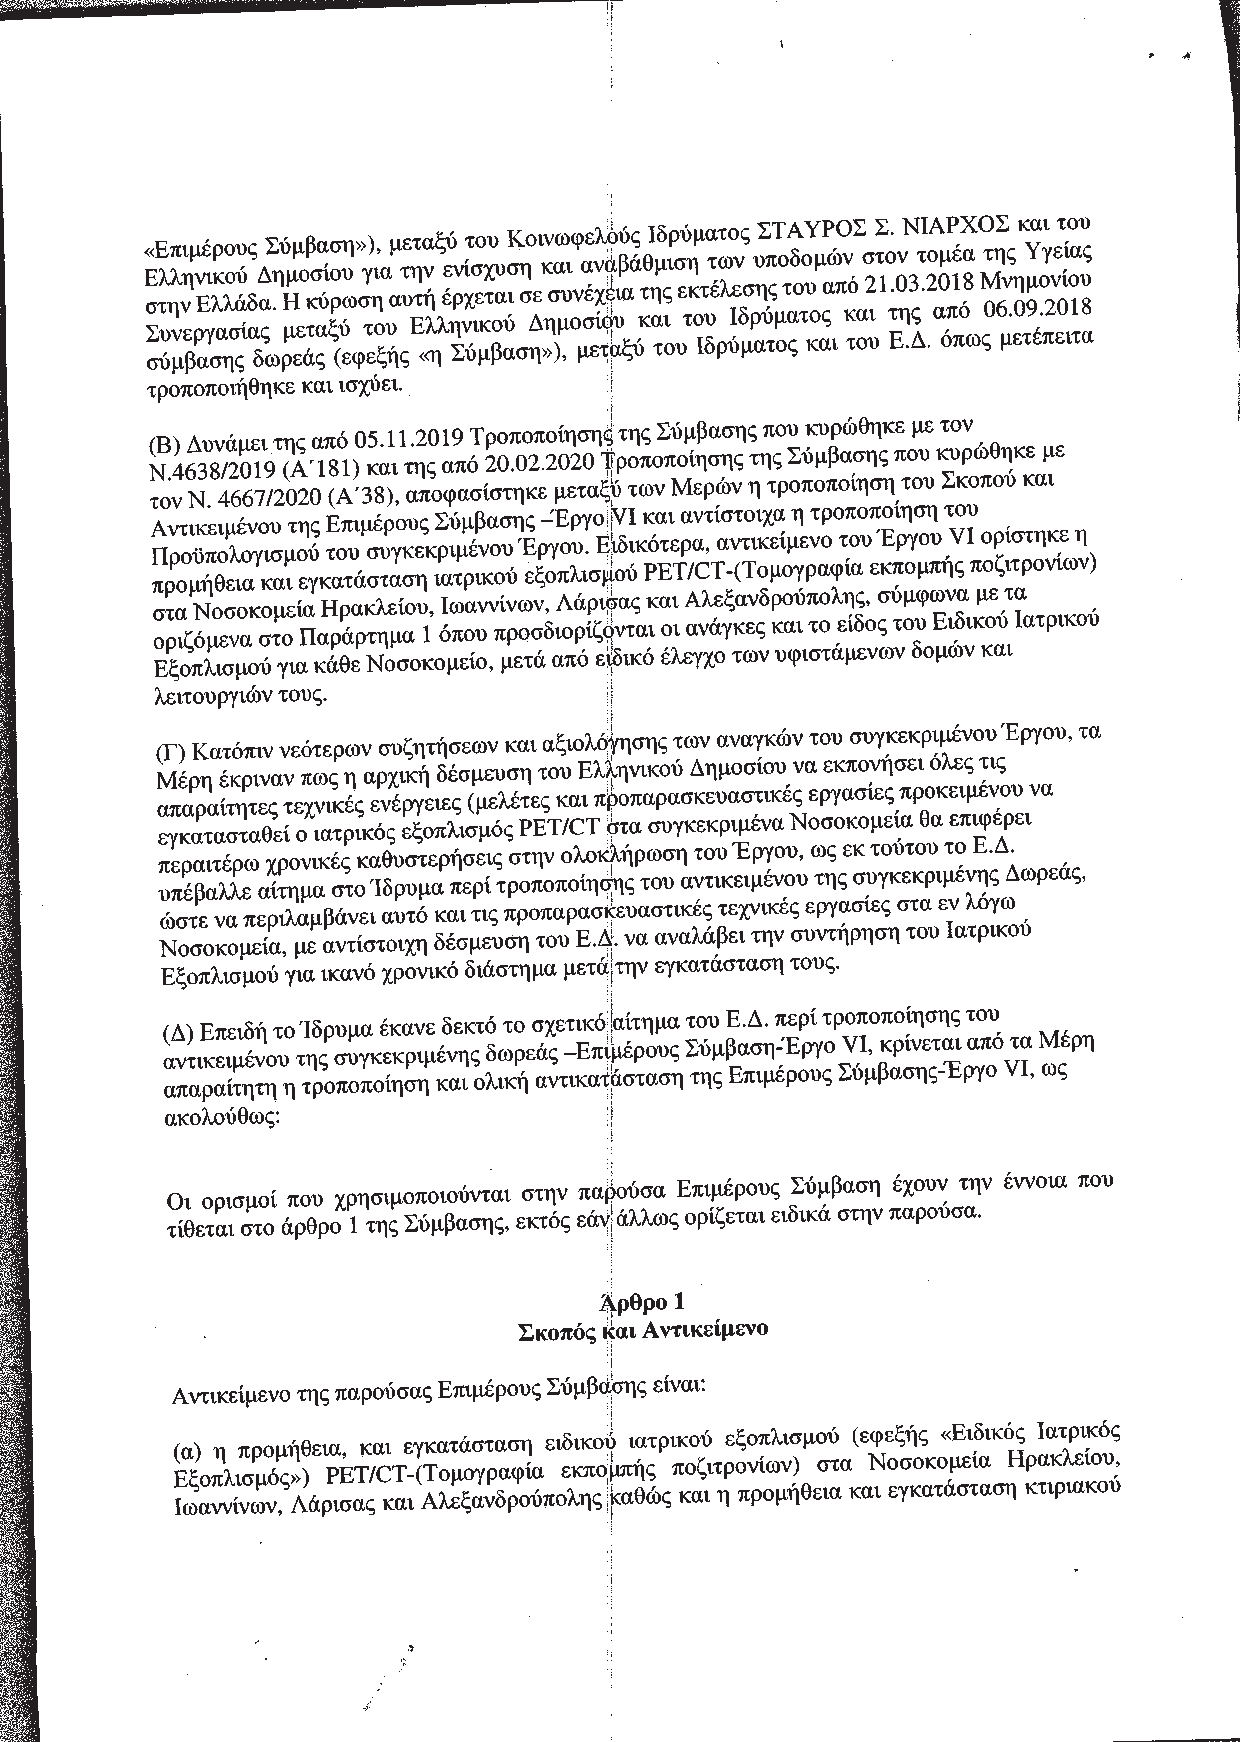 «Επιμέρους Σύμβαση»), μεταξύ του Κοινωφελούς Ιδρύματος ΣΤΑΥΡΟΣ Σ. ΝΙΑΡΧΟΣ και του
Ελληνικού Δημοσίου για την ενίσχυση και αναβάθμιση των υποδομών στον τομέα της Υγείας
στην Ελλάδα. Η κύρωση αυτή έρχεται σε συνέχεια της εκτέλεσης του από 21.03.2018 Μνημονίου
Συνεργασίας μεταξύ του Ελληνικού Δημοσίου και του Ιδρύματος και της από 06.09.2018
σύμβασης δωρεάς (εφεξής «η Σύμβαση»), μεταξύ του Ιδρύματος και του Ε.Δ. όπως μετέπειτα
τροποποιήθηκε και ισχύει.
(Β) Δυνάμει της από 05.11.2019 Τροποποίησης της Σύμβασης που κυρώθηκε με τον
Ν.4638/2019 (Α΄181) και της από 20.02.2020 Τροποποίησης της Σύμβασης που κυρώθηκε με
τον Ν. 4667/2020 (Α΄38), αποφασίστηκε μεταξύ των Μερών η τροποποίηση του Σκοπού και
Αντικειμένου της Επιμέρους Σύμβασης –Έργο VI και αντίστοιχα η τροποποίηση του
Προϋπολογισμού του συγκεκριμένου Έργου. Ειδικότερα, αντικείμενο του Έργου VI ορίστηκε η
προμήθεια και εγκατάσταση ιατρικού εξοπλισμού PET/CT-(Τομογραφία εκπομπής ποζιτρονίων)
στα Νοσοκομεία Ηρακλείου, Ιωαννίνων, Λάρισας και Αλεξανδρούπολης, σύμφωνα με τα
οριζόμενα στο Παράρτημα 1 όπου προσδιορίζονται οι ανάγκες και το είδος του Ειδικού Ιατρικού
Εξοπλισμού για κάθε Νοσοκομείο, μετά από ειδικό έλεγχο των υφιστάμενων δομών και
λειτουργιών τους.
(Γ) Κατόπιν νεότερων συζητήσεων και αξιολόγησης των αναγκών του συγκεκριμένου Έργου, τα
Μέρη έκριναν πως η αρχική δέσμευση του Ελληνικού Δημοσίου να εκπονήσει όλες τις
απαραίτητες τεχνικές ενέργειες (μελέτες και προπαρασκευαστικές εργασίες προκειμένου να
εγκατασταθεί ο ιατρικός εξοπλισμός PET/CT στα συγκεκριμένα Νοσοκομεία θα επιφέρει
περαιτέρω χρονικές καθυστερήσεις στην ολοκλήρωση του Έργου, ως εκ τούτου το Ε.Δ.
υπέβαλλε αίτημα στο Ίδρυμα περί τροποποίησης του αντικειμένου της συγκεκριμένης Δωρεάς,
ώστε να περιλαμβάνει αυτό και τις προπαρασκευαστικές τεχνικές εργασίες στα εν λόγω
Νοσοκομεία, με αντίστοιχη δέσμευση του Ε.Δ. να αναλάβει την συντήρηση του Ιατρικού
Εξοπλισμού για ικανό χρονικό διάστημα μετά την εγκατάσταση τους.
(Δ) Επειδή το Ίδρυμα έκανε δεκτό το σχετικό αίτημα του Ε.Δ. περί τροποποίησης του
αντικειμένου της συγκεκριμένης δωρεάς –Επιμέρους Σύμβαση-Έργο VI, κρίνεται από τα Μέρη
απαραίτητη η τροποποίηση και ολική αντικατάσταση της Επιμέρους Σύμβασης-Έργο VI, ως
ακολούθως:
Οι ορισμοί που χρησιμοποιούνται στην παρούσα Επιμέρους Σύμβαση έχουν την έννοια που
τίθεται στο άρθρο 1 της Σύμβασης, εκτός εάν άλλως ορίζεται ειδικά στην παρούσα.
Άρθρο 1
Σκοπός και Αντικείμενο
Αντικείμενο της παρούσας Επιμέρους Σύμβασης είναι:
(α) η προμήθεια, και εγκατάσταση ειδικού ιατρικού εξοπλισμού (εφεξής «Ειδικός Ιατρικός
Εξοπλισμός») PET/CT-(Τομογραφία εκπομπής ποζιτρονίων) στα Νοσοκομεία Ηρακλείου,
Ιωαννίνων, Λάρισας και Αλεξανδρούπολης καθώς και η προμήθεια και εγκατάσταση κτιριακού